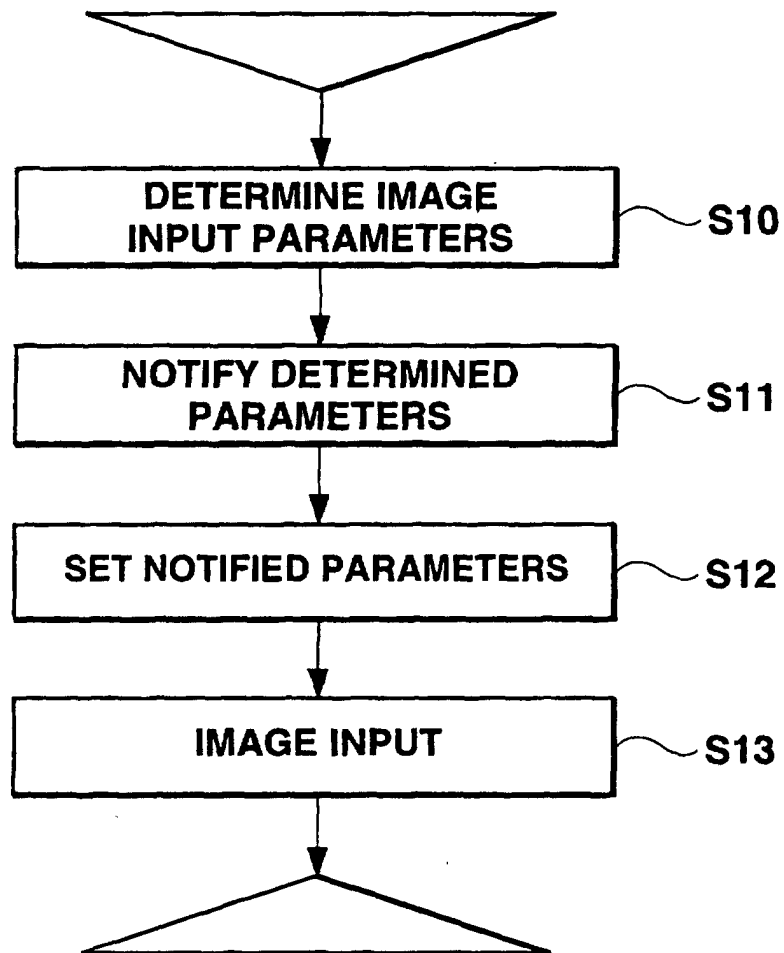 DETERMINE IMAGE
INPUT PARAMETERS
S10
NOTIFY DETERMINED
PARAMETERS
S11
SET NOTIFIED PARAMETERS
S12
IMAGE INPUT
S13